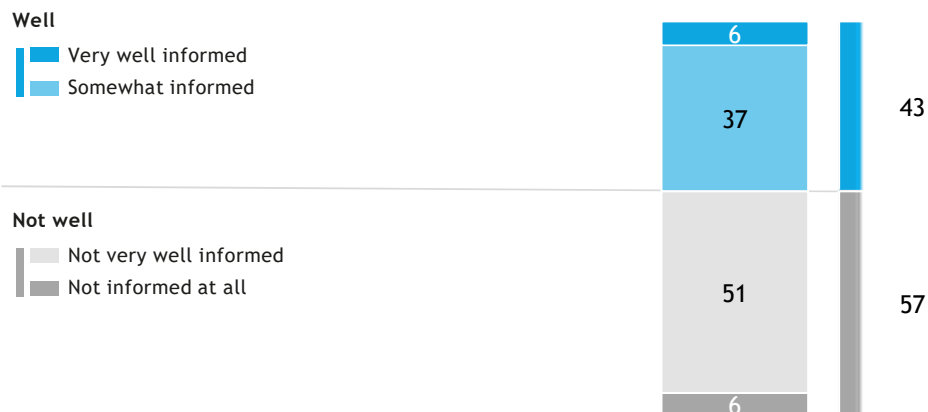 Well
Very well informed
Somewhat informed
6
37
43
Not well
Not very well informed
Not informed at all
51
57
6